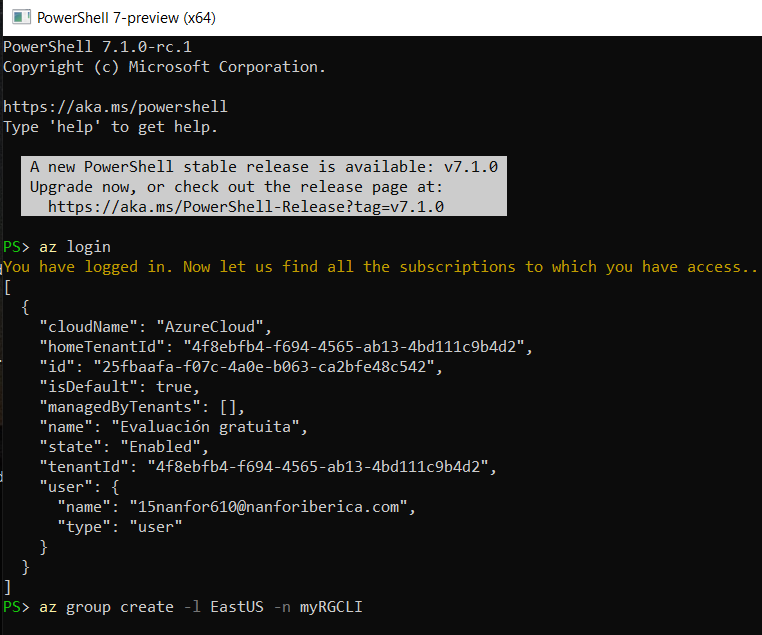 PowerShell 7-preview (x64)
PowerShell 7.1.0-rc.1
Copyright (c) Microsoft Corporation.
https://aka.ms/powershell
Type 'help' to get help.
A new PowerShell stable release is available: v7.1.0
Upgrade now, or check out the release page at:
https://aka.ms/PowerShell-Release?tag=v7.1.0
PS> az login
You have logged in. Now let us find all the subscriptions to which you have access..
[
{
"cloudName": "AzureCloud",
"homeTenantId": "4f8ebfb4-f694-4565-ab13-4bd111c9b4d2",
"id": "25fbaafa-f07c-4a0e-b063-ca2bfe48c542",
"isDefault": true,
"managedByTenants": [],
"name": "Evaluación gratuita",
"state": "Enabled",
"tenantId": "4f8ebfb4-f694-4565-ab13-4bd111c9b4d2",
"user": {
"name": "15nanfor610@nanforiberica.com",
"type": "user"
}
}
]
PS> az group create -l EastUS -n myRGCLI